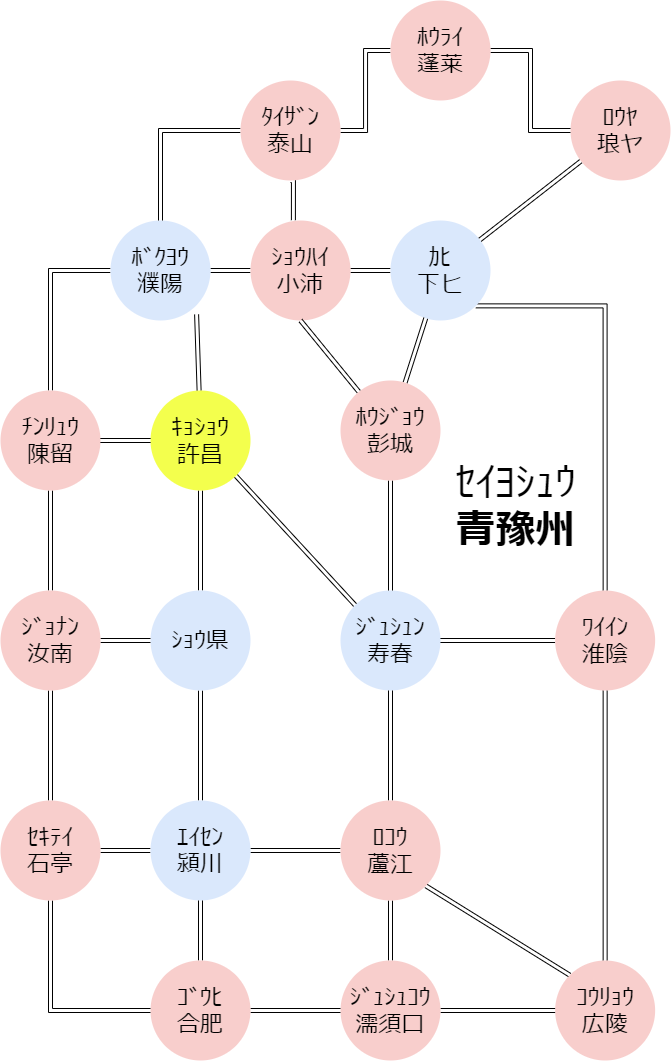 ﾎｳﾗｲ
蓬莱
ﾀｲｻﾞﾝ
泰山
ﾛｳﾔ
琅ヤ
ﾎﾞｸﾖｳ
濮陽
ｼｮｳﾊｲ
小沛
ｶﾋ
下ヒ
ﾁﾝﾘｭｳ
陳留
ｷｮｼｮｳ
許昌
ﾎｳｼﾞｮｳ
彭城
ｾｲﾖｼｭｳ
青豫州
ｼﾞｮﾅﾝ
汝南
ｼｮｳ県
ｼﾞｭｼｭﾝ
寿春
ﾜｲｲﾝ
淮陰
ｾｷﾃｲ
石亭
ｴｲｾﾝ
潁川
ﾛｺｳ
蘆江
ｺﾞｳﾋ
合肥
ｼﾞｭｼｭｺｳ
濡須口
ｺｳﾘｮｳ
広陵